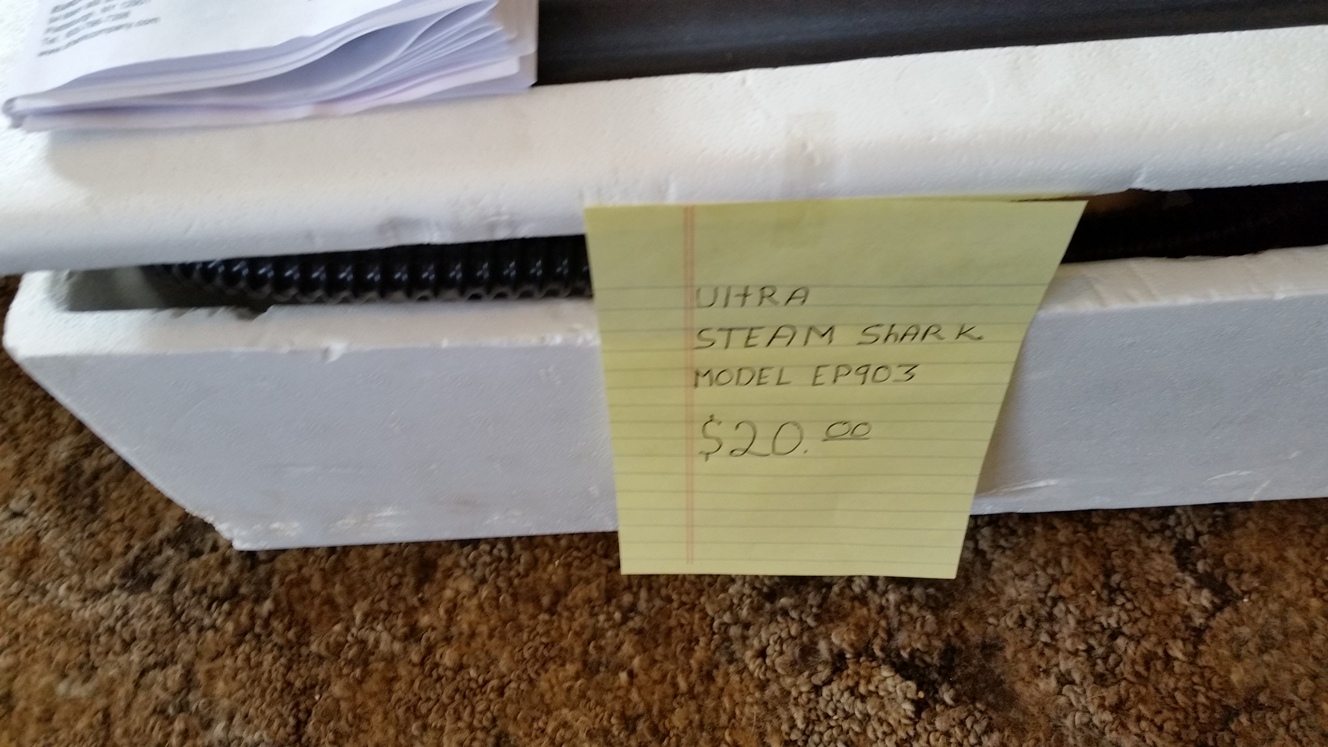 UltRA
STEAM ShARK
MODEL EP903
$20.00